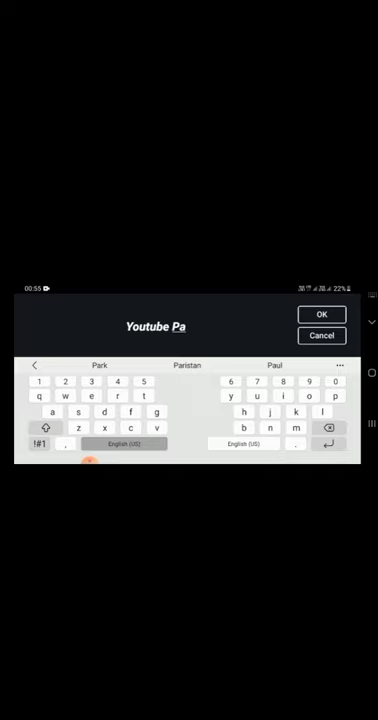 00:55 22%
Youtube Pa
OK
Cancel
Park Paristan Paul ...
1 2 3 4 5 6 7 8 9 0
q w e r t y u i o p
a s d f g h j k l
z x c v b n m
!#1 , English (US) English (US) .